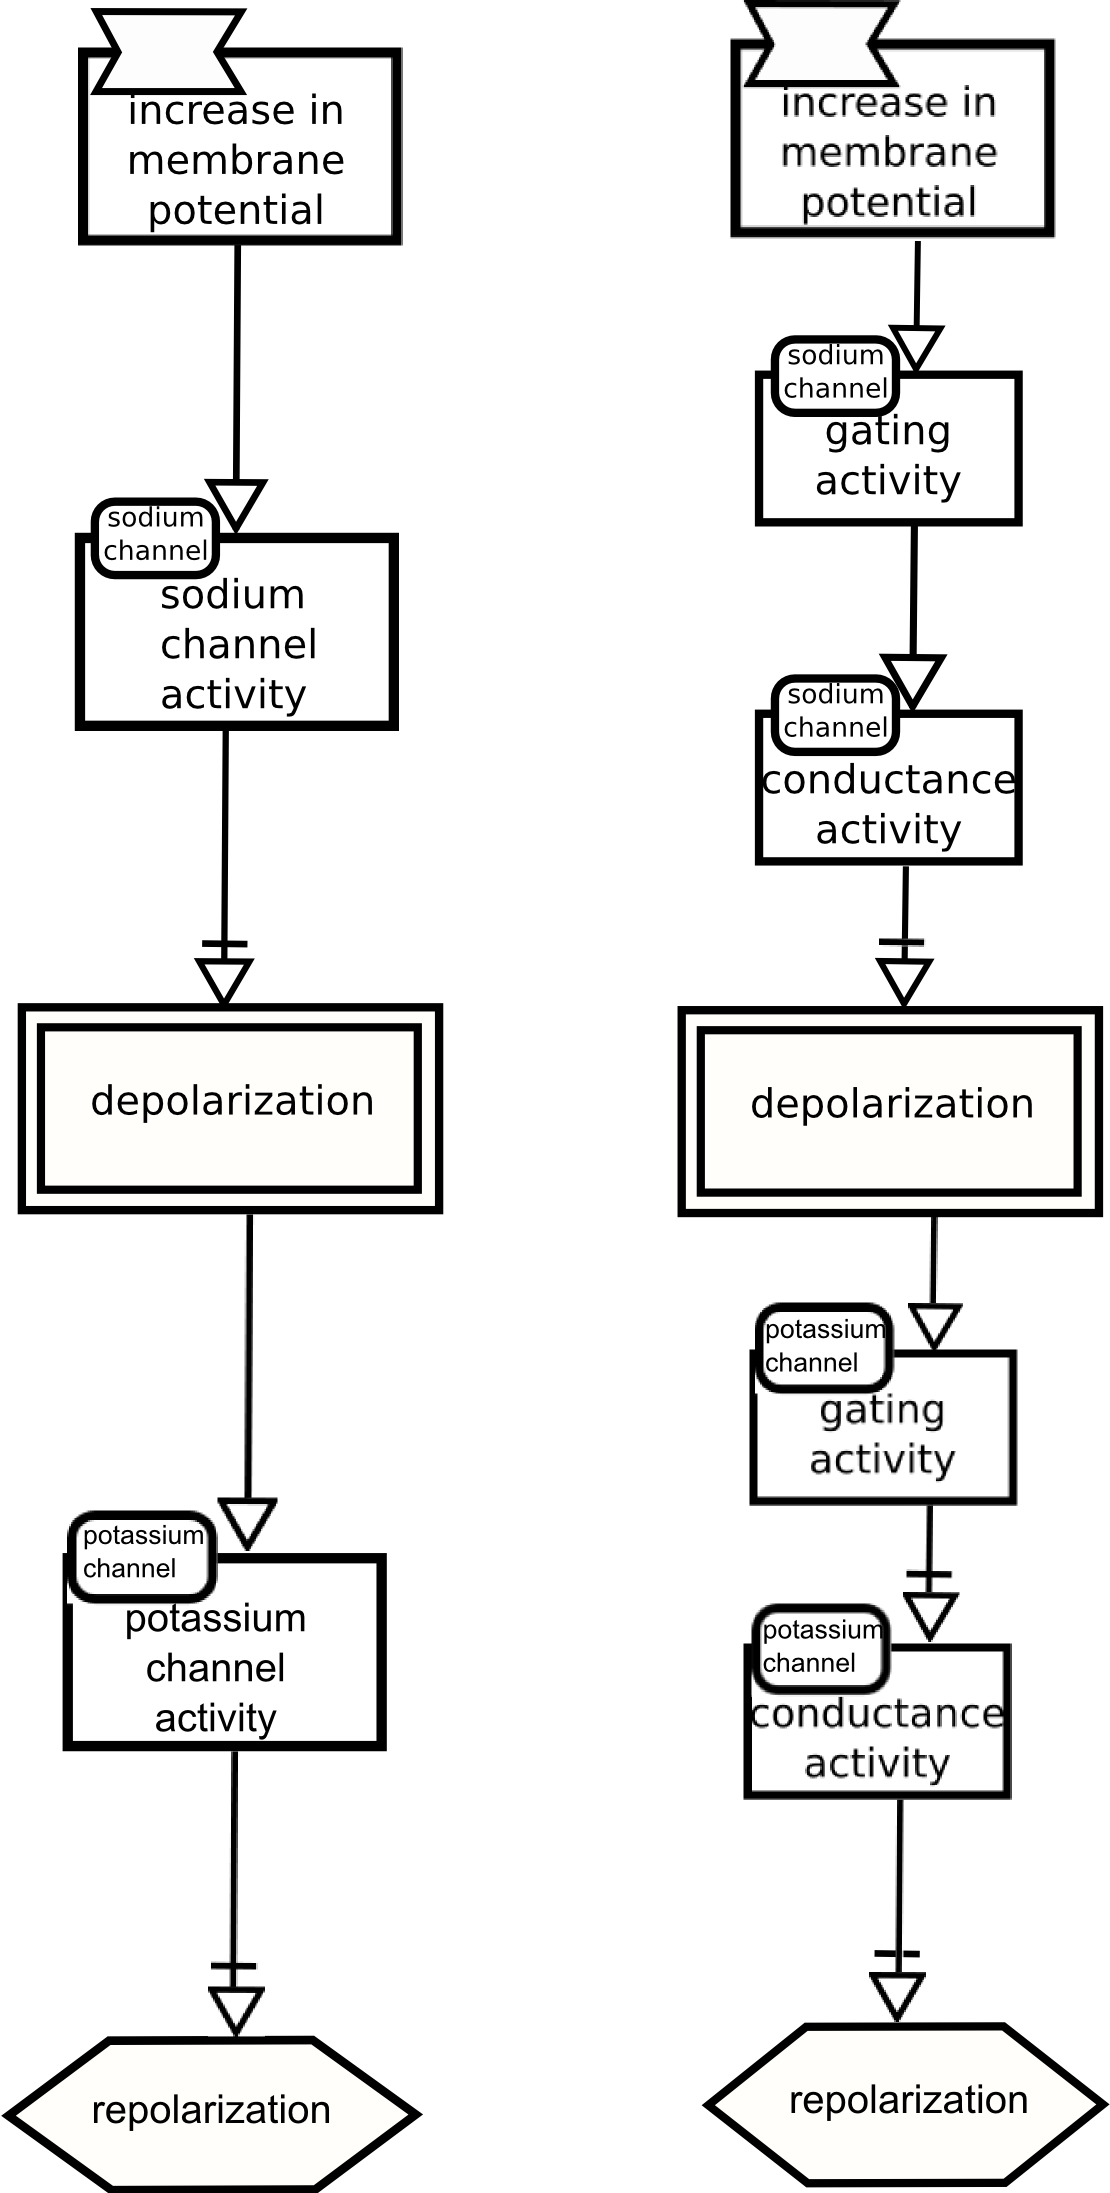 increase in
membrane
potential
sodium
channel
sodium
channel
activity
depolarization
potassium
channel
potassium
channel
activity
repolarization
increase in
membrane
potential
sodium
channel
gating
activity
sodium
channel
conductance
activity
depolarization
potassium
channel
gating
activity
potassium
channel
conductance
activity
repolarization